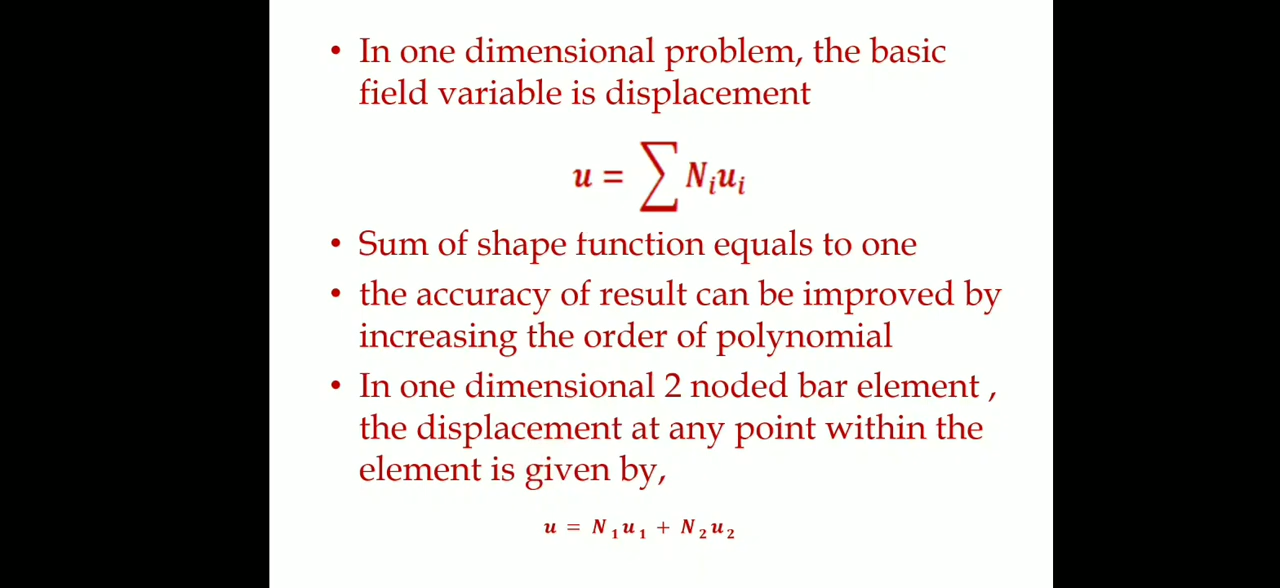 • In one dimensional problem, the basic
field variable is displacement
u = ∑ Nᵢuᵢ
• Sum of shape function equals to one
• the accuracy of result can be improved by
increasing the order of polynomial
• In one dimensional 2 noded bar element ,
the displacement at any point within the
element is given by,
u = N₁u₁ + N₂u₂